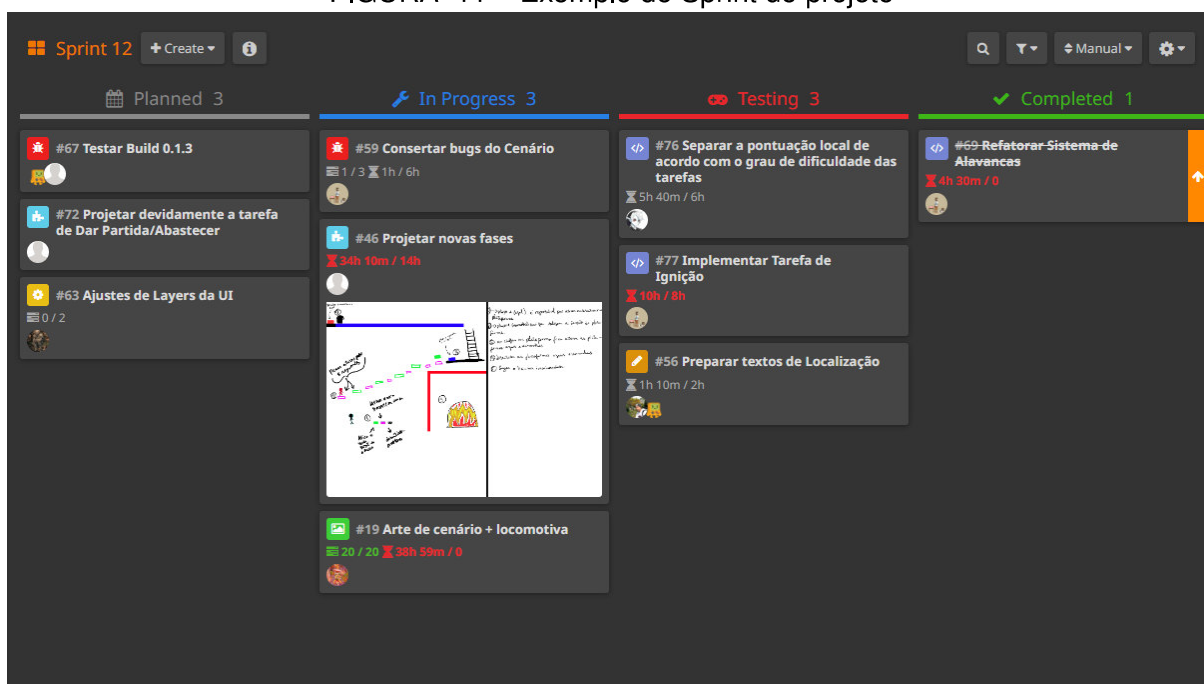 Sprint 12
Create
Manual
Planned 3
In Progress 3
Testing 3
Completed 1
#67 Testar Build 0.1.3
#72 Projetar devidamente a tarefa
de Dar Partida/Abastecer
#63 Ajustes de Layers da UI
0 / 2
#59 Consertar bugs do Cenário
1 / 3 1h / 6h
#46 Projetar novas fases
34h 10m / 14h
#19 Arte de cenário + locomotiva
20 / 20 38h 59m / 0
#76 Separar a pontuação local de
acordo com o grau de dificuldade das
tarefas
5h 40m / 6h
#77 Implementar Tarefa de
Ignição
10h / 8h
#56 Preparar textos de Localização
1h 10m / 2h
#69 Refatorar Sistema de
Alavancas
4h 30m / 0